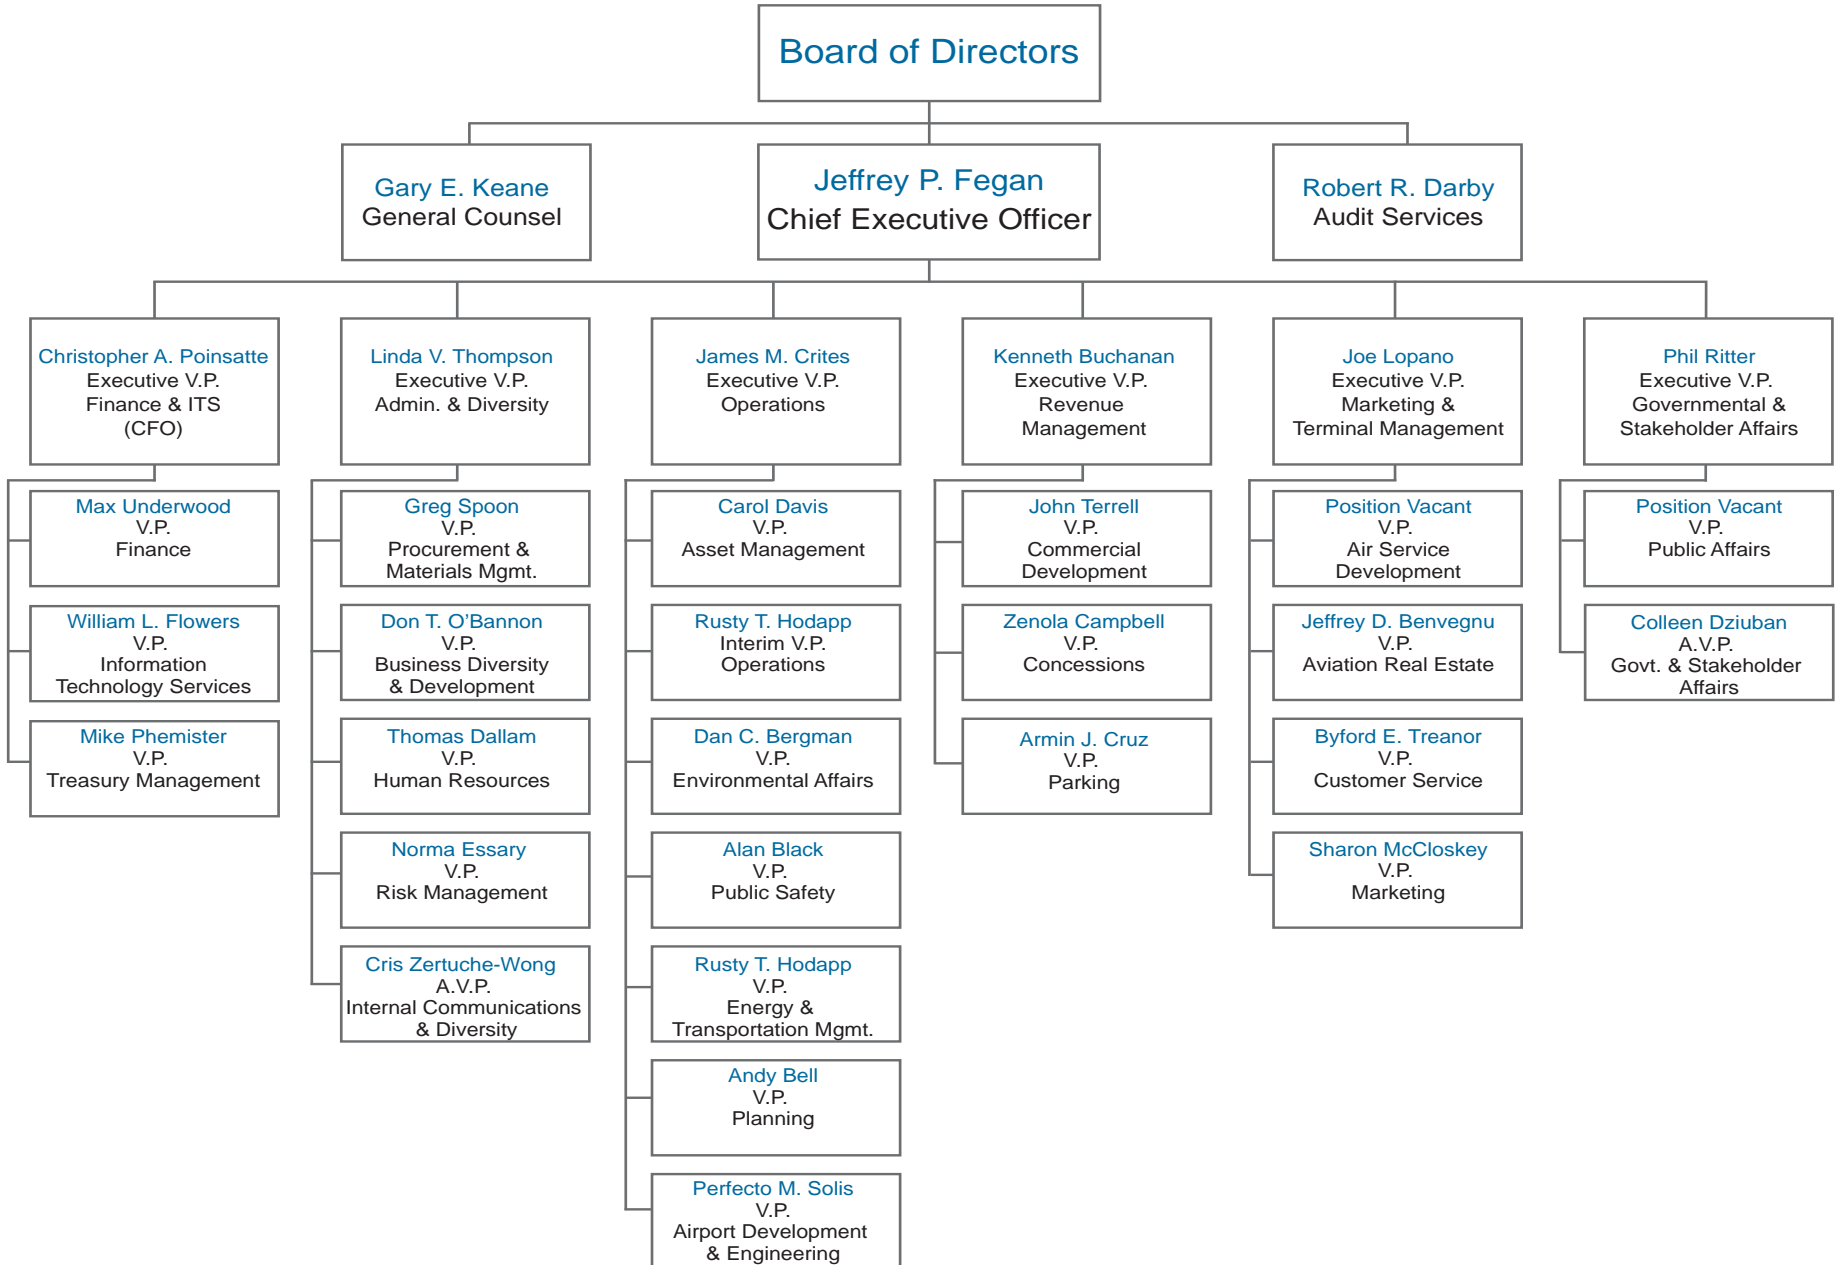 Board of Directors
Gary E. Keane
General Counsel
Jeffrey P. Fegan
Chief Executive Officer
Robert R. Darby
Audit Services
Christopher A. Poinsatte
Executive V.P.
Finance & ITS
(CFO)
Linda V. Thompson
Executive V.P.
Admin. & Diversity
James M. Crites
Executive V.P.
Operations
Kenneth Buchanan
Executive V.P.
Revenue
Management
Joe Lopano
Executive V.P.
Marketing &
Terminal Management
Phil Ritter
Executive V.P.
Governmental &
Stakeholder Affairs
Max Underwood
V.P.
Finance
William L. Flowers
V.P.
Information
Technology Services
Mike Phemister
V.P.
Treasury Management
Greg Spoon
V.P.
Procurement &
Materials Mgmt.
Don T. O’Bannon
V.P.
Business Diversity
& Development
Thomas Dallam
V.P.
Human Resources
Norma Essary
V.P.
Risk Management
Cris Zertuche-Wong
A.V.P.
Internal Communications
& Diversity
Carol Davis
V.P.
Asset Management
Rusty T. Hodapp
Interim V.P.
Operations
Dan C. Bergman
V.P.
Environmental Affairs
Alan Black
V.P.
Public Safety
Rusty T. Hodapp
V.P.
Energy &
Transportation Mgmt.
Andy Bell
V.P.
Planning
Perfecto M. Solis
V.P.
Airport Development
& Engineering
John Terrell
V.P.
Commercial
Development
Zenola Campbell
V.P.
Concessions
Armin J. Cruz
V.P.
Parking
Position Vacant
V.P.
Air Service
Development
Jeffrey D. Benvegnu
V.P.
Aviation Real Estate
Byford E. Treanor
V.P.
Customer Service
Sharon McCloskey
V.P.
Marketing
Position Vacant
V.P.
Public Affairs
Colleen Dziuban
A.V.P.
Govt. & Stakeholder
Affairs